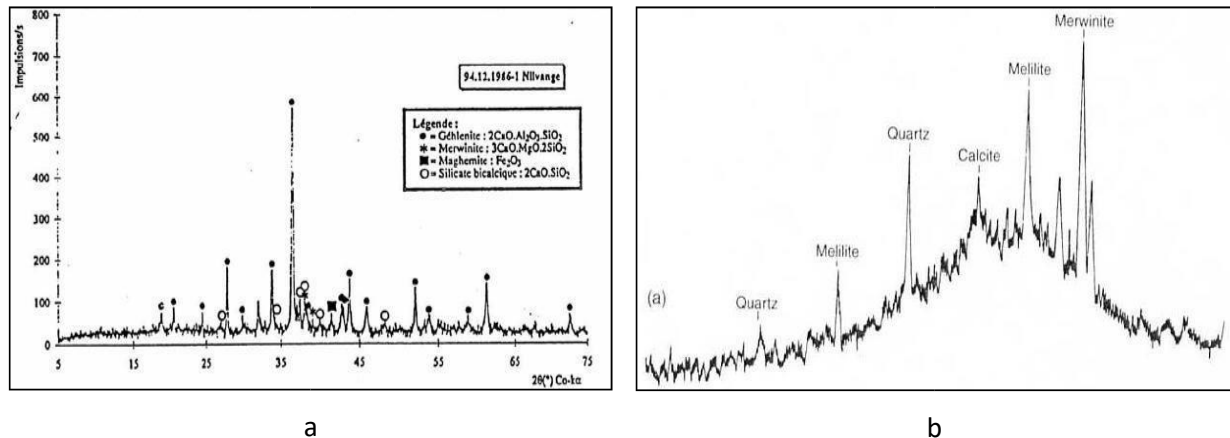 800
700
600
500
400
300
200
100
0
Impulsions/s
5
15
25
35
45
55
65
75
2θ(°) Co-kα
94.12.1986-1 Nilvange
Légende :
● = Géhlenite : 2CaO.Al₂O₃.SiO₂
* = Merwinite : 3CaO.MgO.2SiO₂
■ = Maghemite : Fe₂O₃
○ = Silicate bicalcique : 2CaO.SiO₂
a
Merwinite
Melilite
Quartz
Calcite
Melilite
(a)
Quartz
b